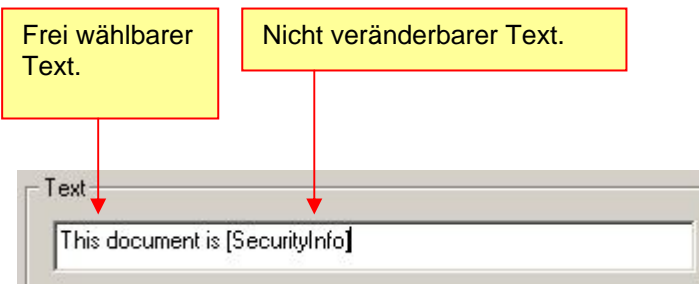 Frei wählbarer
Text.
Nicht veränderbarer Text.
Text
This document is [SecurityInfo]